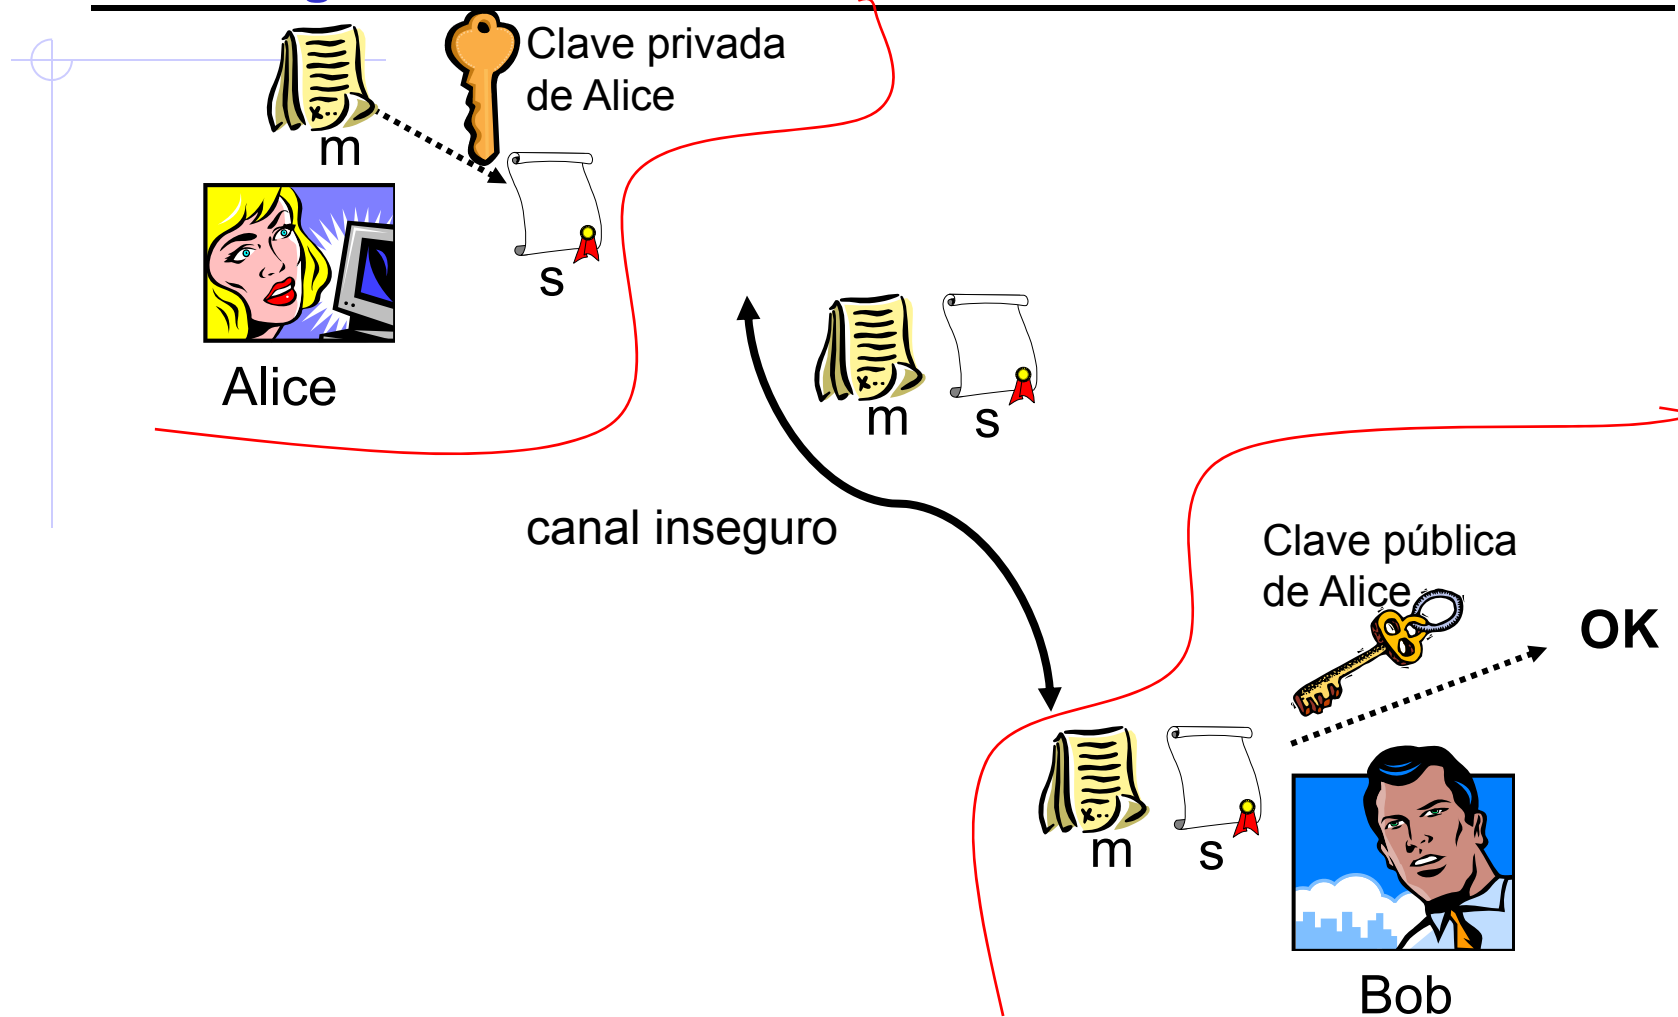 Clave privada
de Alice
m
s
Alice
m
s
canal inseguro
Clave pública
de Alice
OK
m
s
Bob